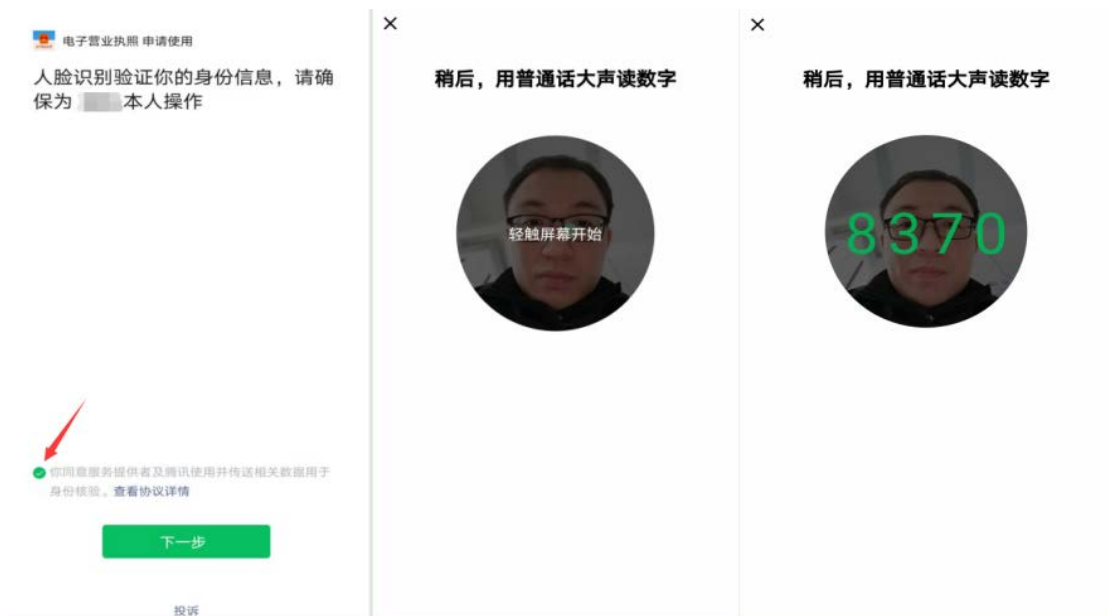 电子营业执照 申请使用
人脸识别验证你的身份信息，请确
保为 本人操作
你同意服务提供者及腾讯使用并传送相关数据用于
身份核验。查看协议详情
下一步
投诉
稍后，用普通话大声读数字
轻触屏幕开始
稍后，用普通话大声读数字
8370